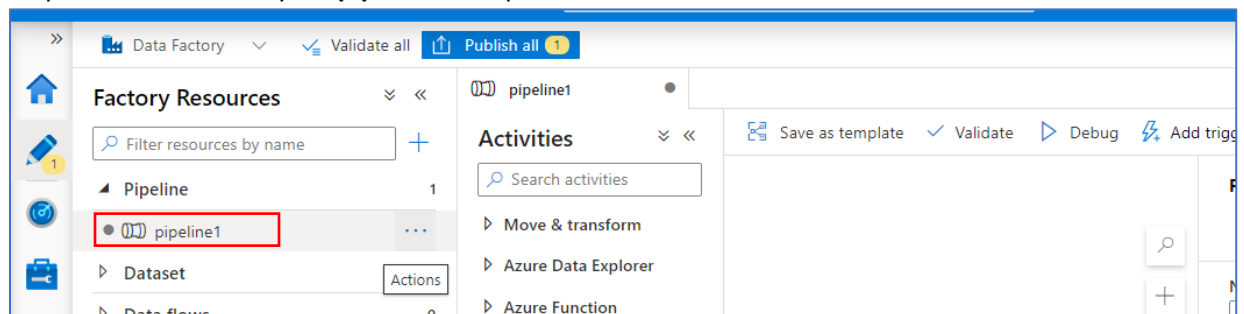 Data Factory
Validate all
Publish all 1
Factory Resources
pipeline1
Filter resources by name
1
Activities
Save as template
Validate
Debug
Add trigg
Search activities
Pipeline
1
pipeline1
Move & transform
Dataset
Actions
Azure Data Explorer
Azure Function